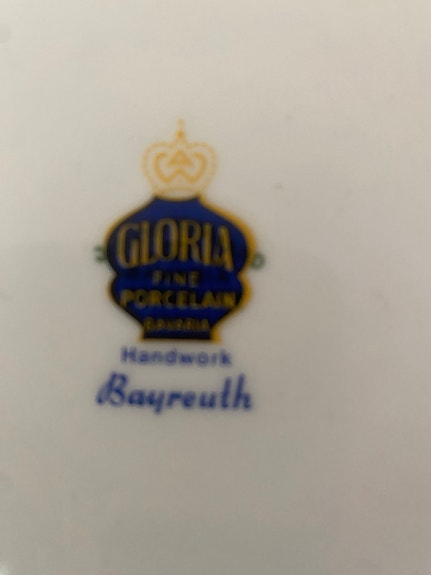 GLORIA
FINE
PORCELAIN
BAVARIA
Handwork
Bayreuth